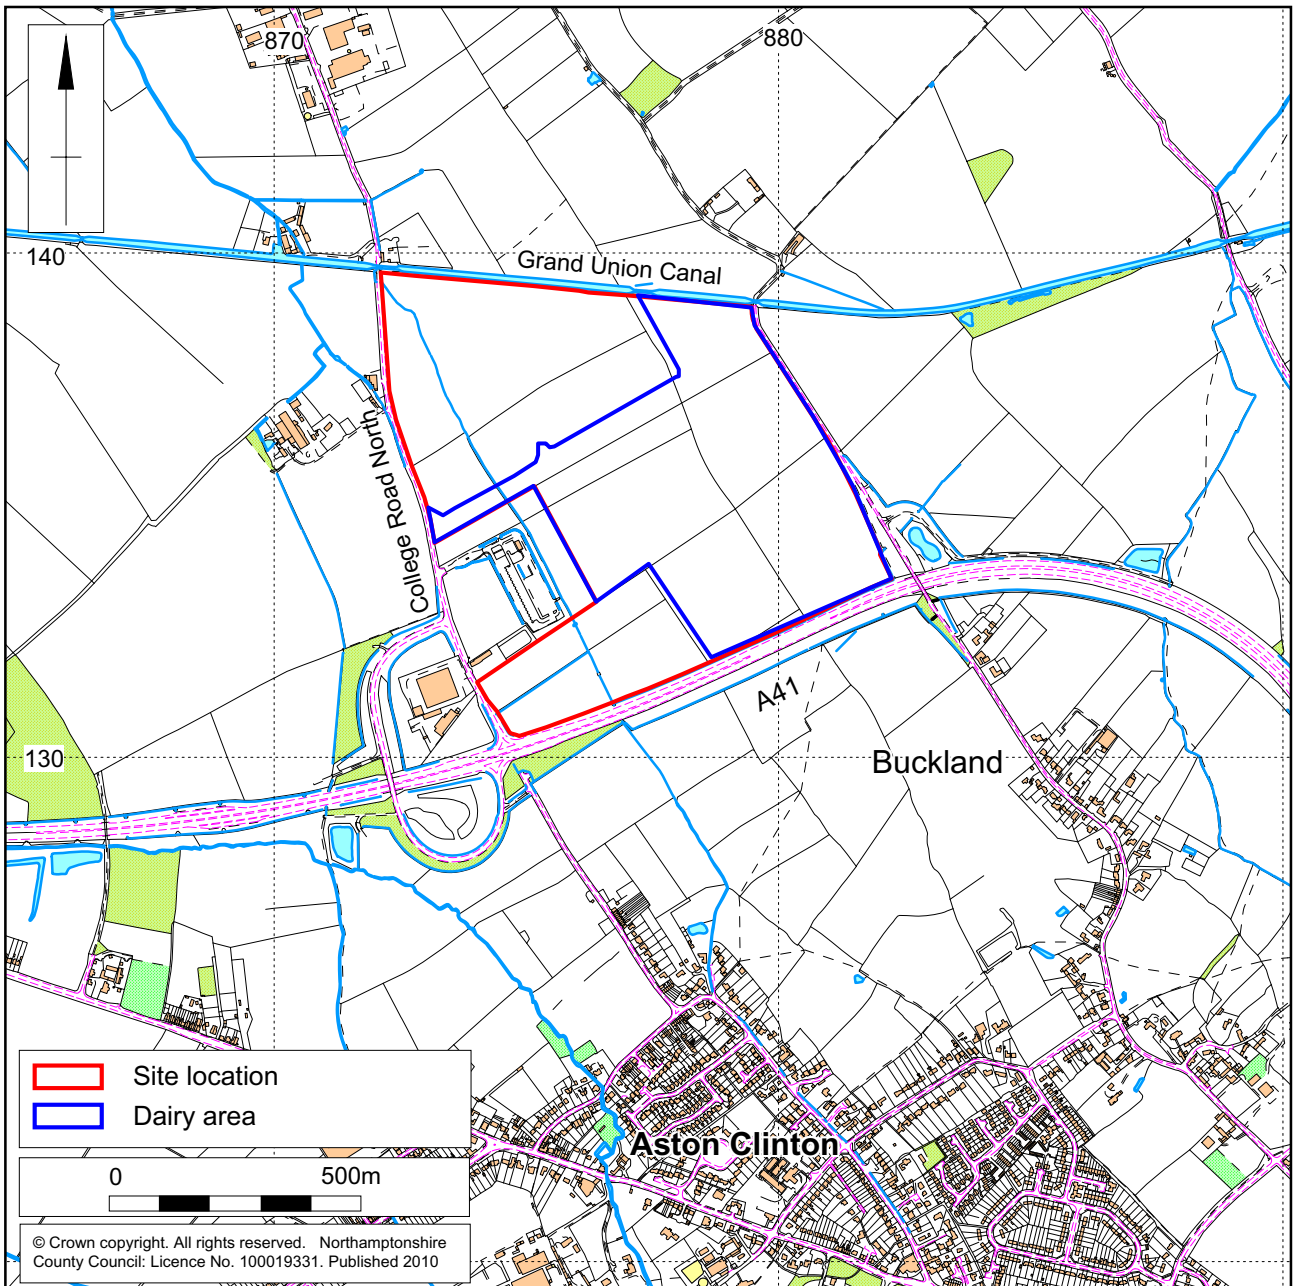 870
880
140
Grand Union Canal
College Road North
A41
130
Buckland
Aston Clinton
Site location
Dairy area
0 500m
© Crown copyright. All rights reserved. Northamptonshire
County Council: Licence No. 100019331. Published 2010